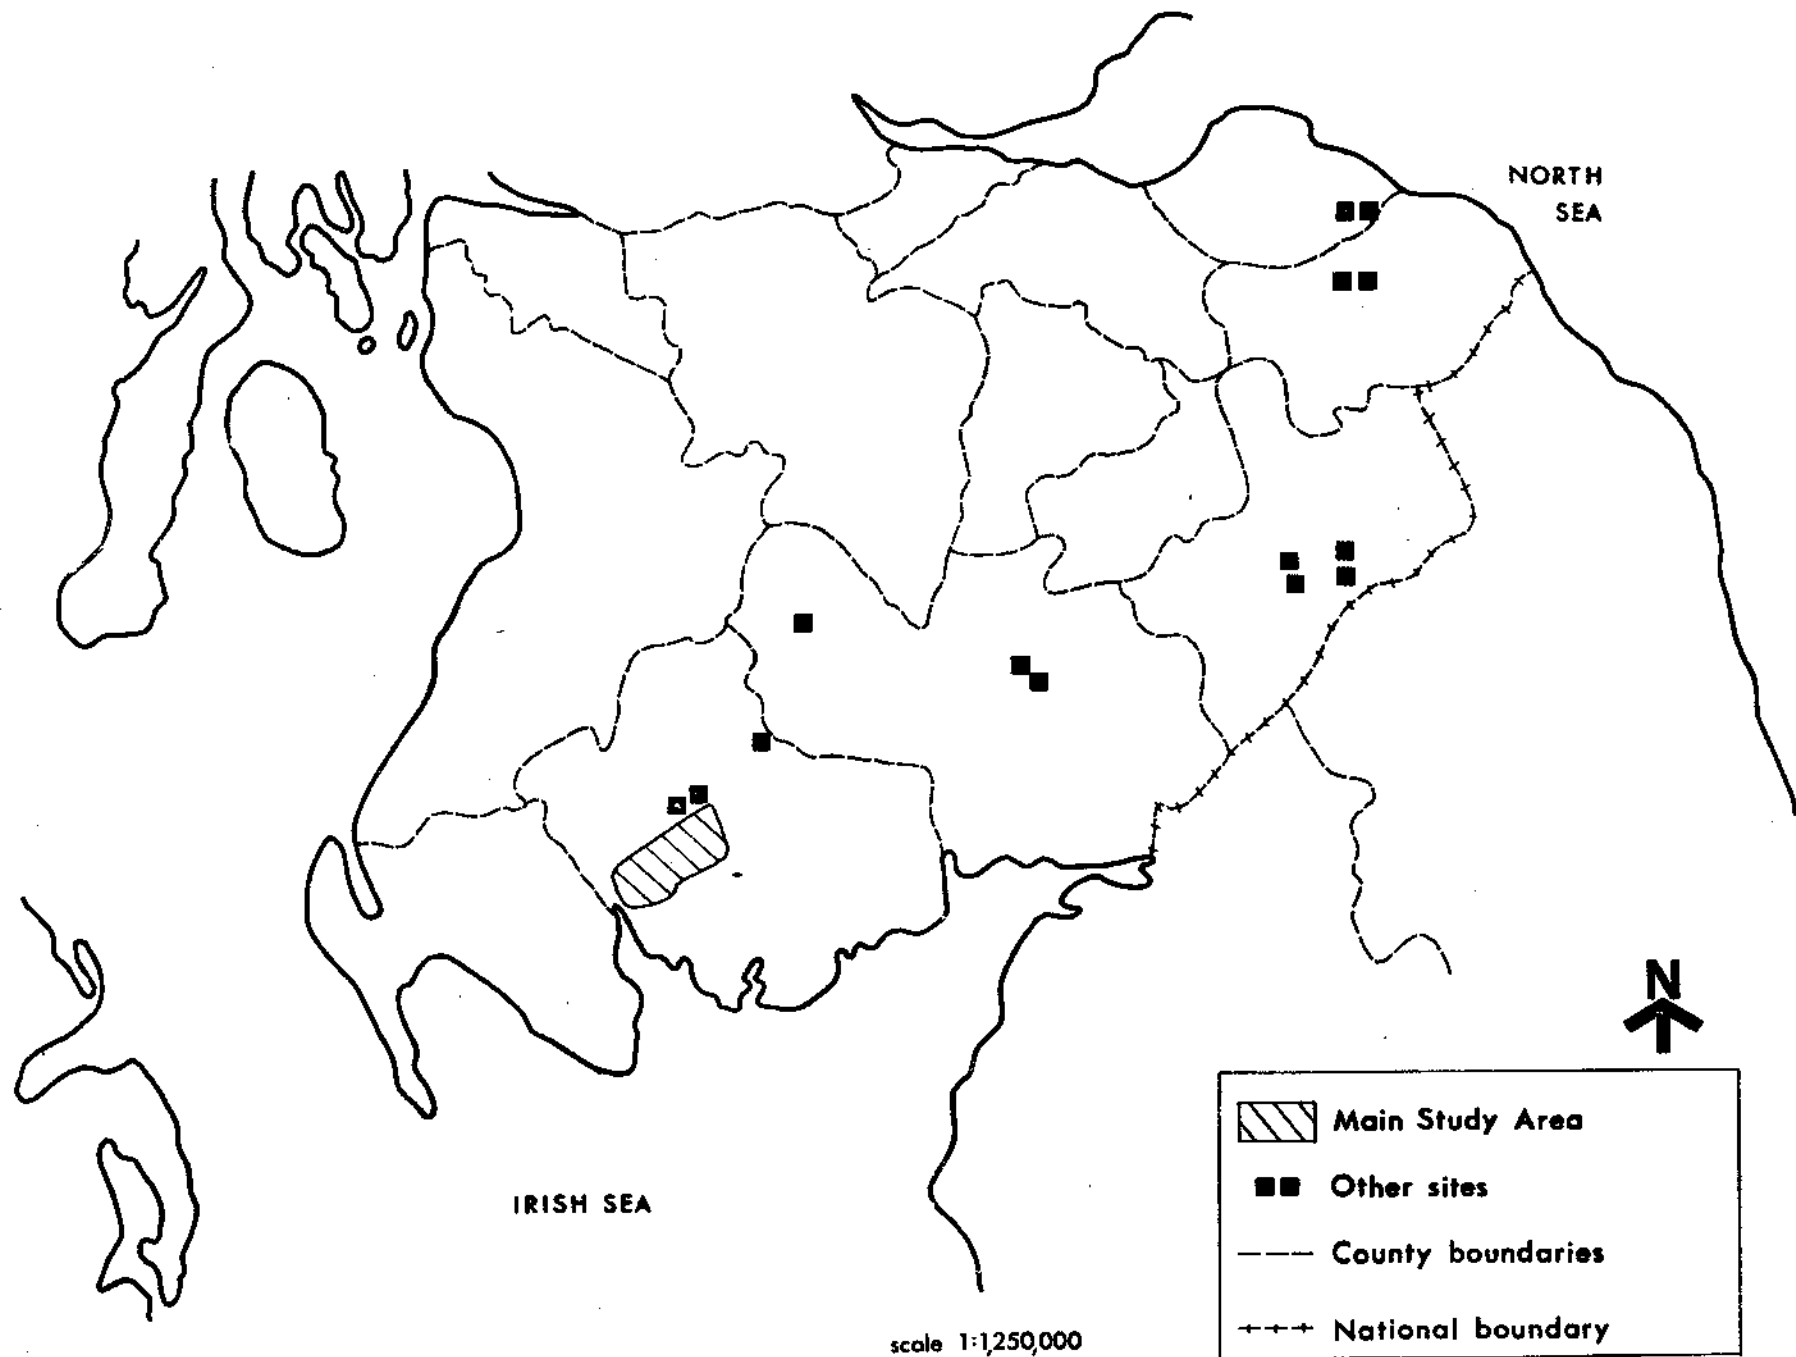 NORTH
SEA
N
Main Study Area
Other sites
County boundaries
National boundary
IRISH SEA
scale 1:1,250,000